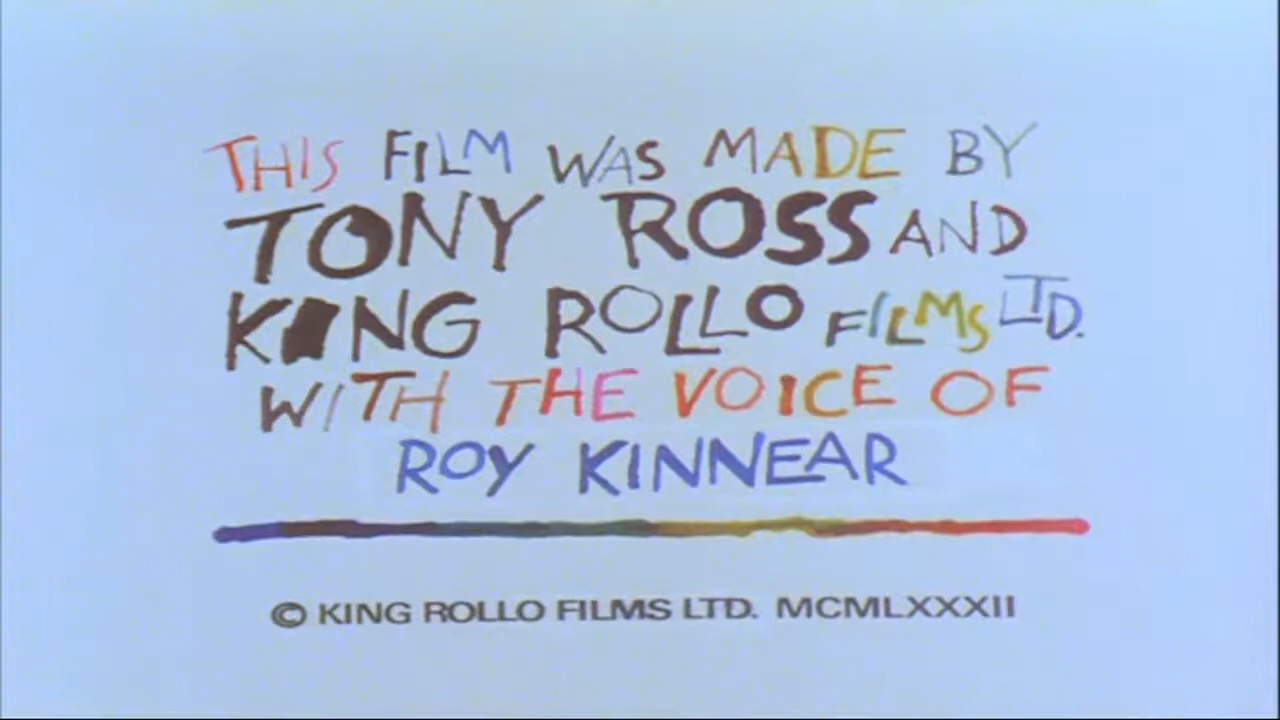 THIS FILM WAS MADE BY
TONY ROSS AND
KING ROLLO FILMS LTD.
WITH THE VOICE OF
ROY KINNEAR
© KING ROLLO FILMS LTD. MCMLXXXII